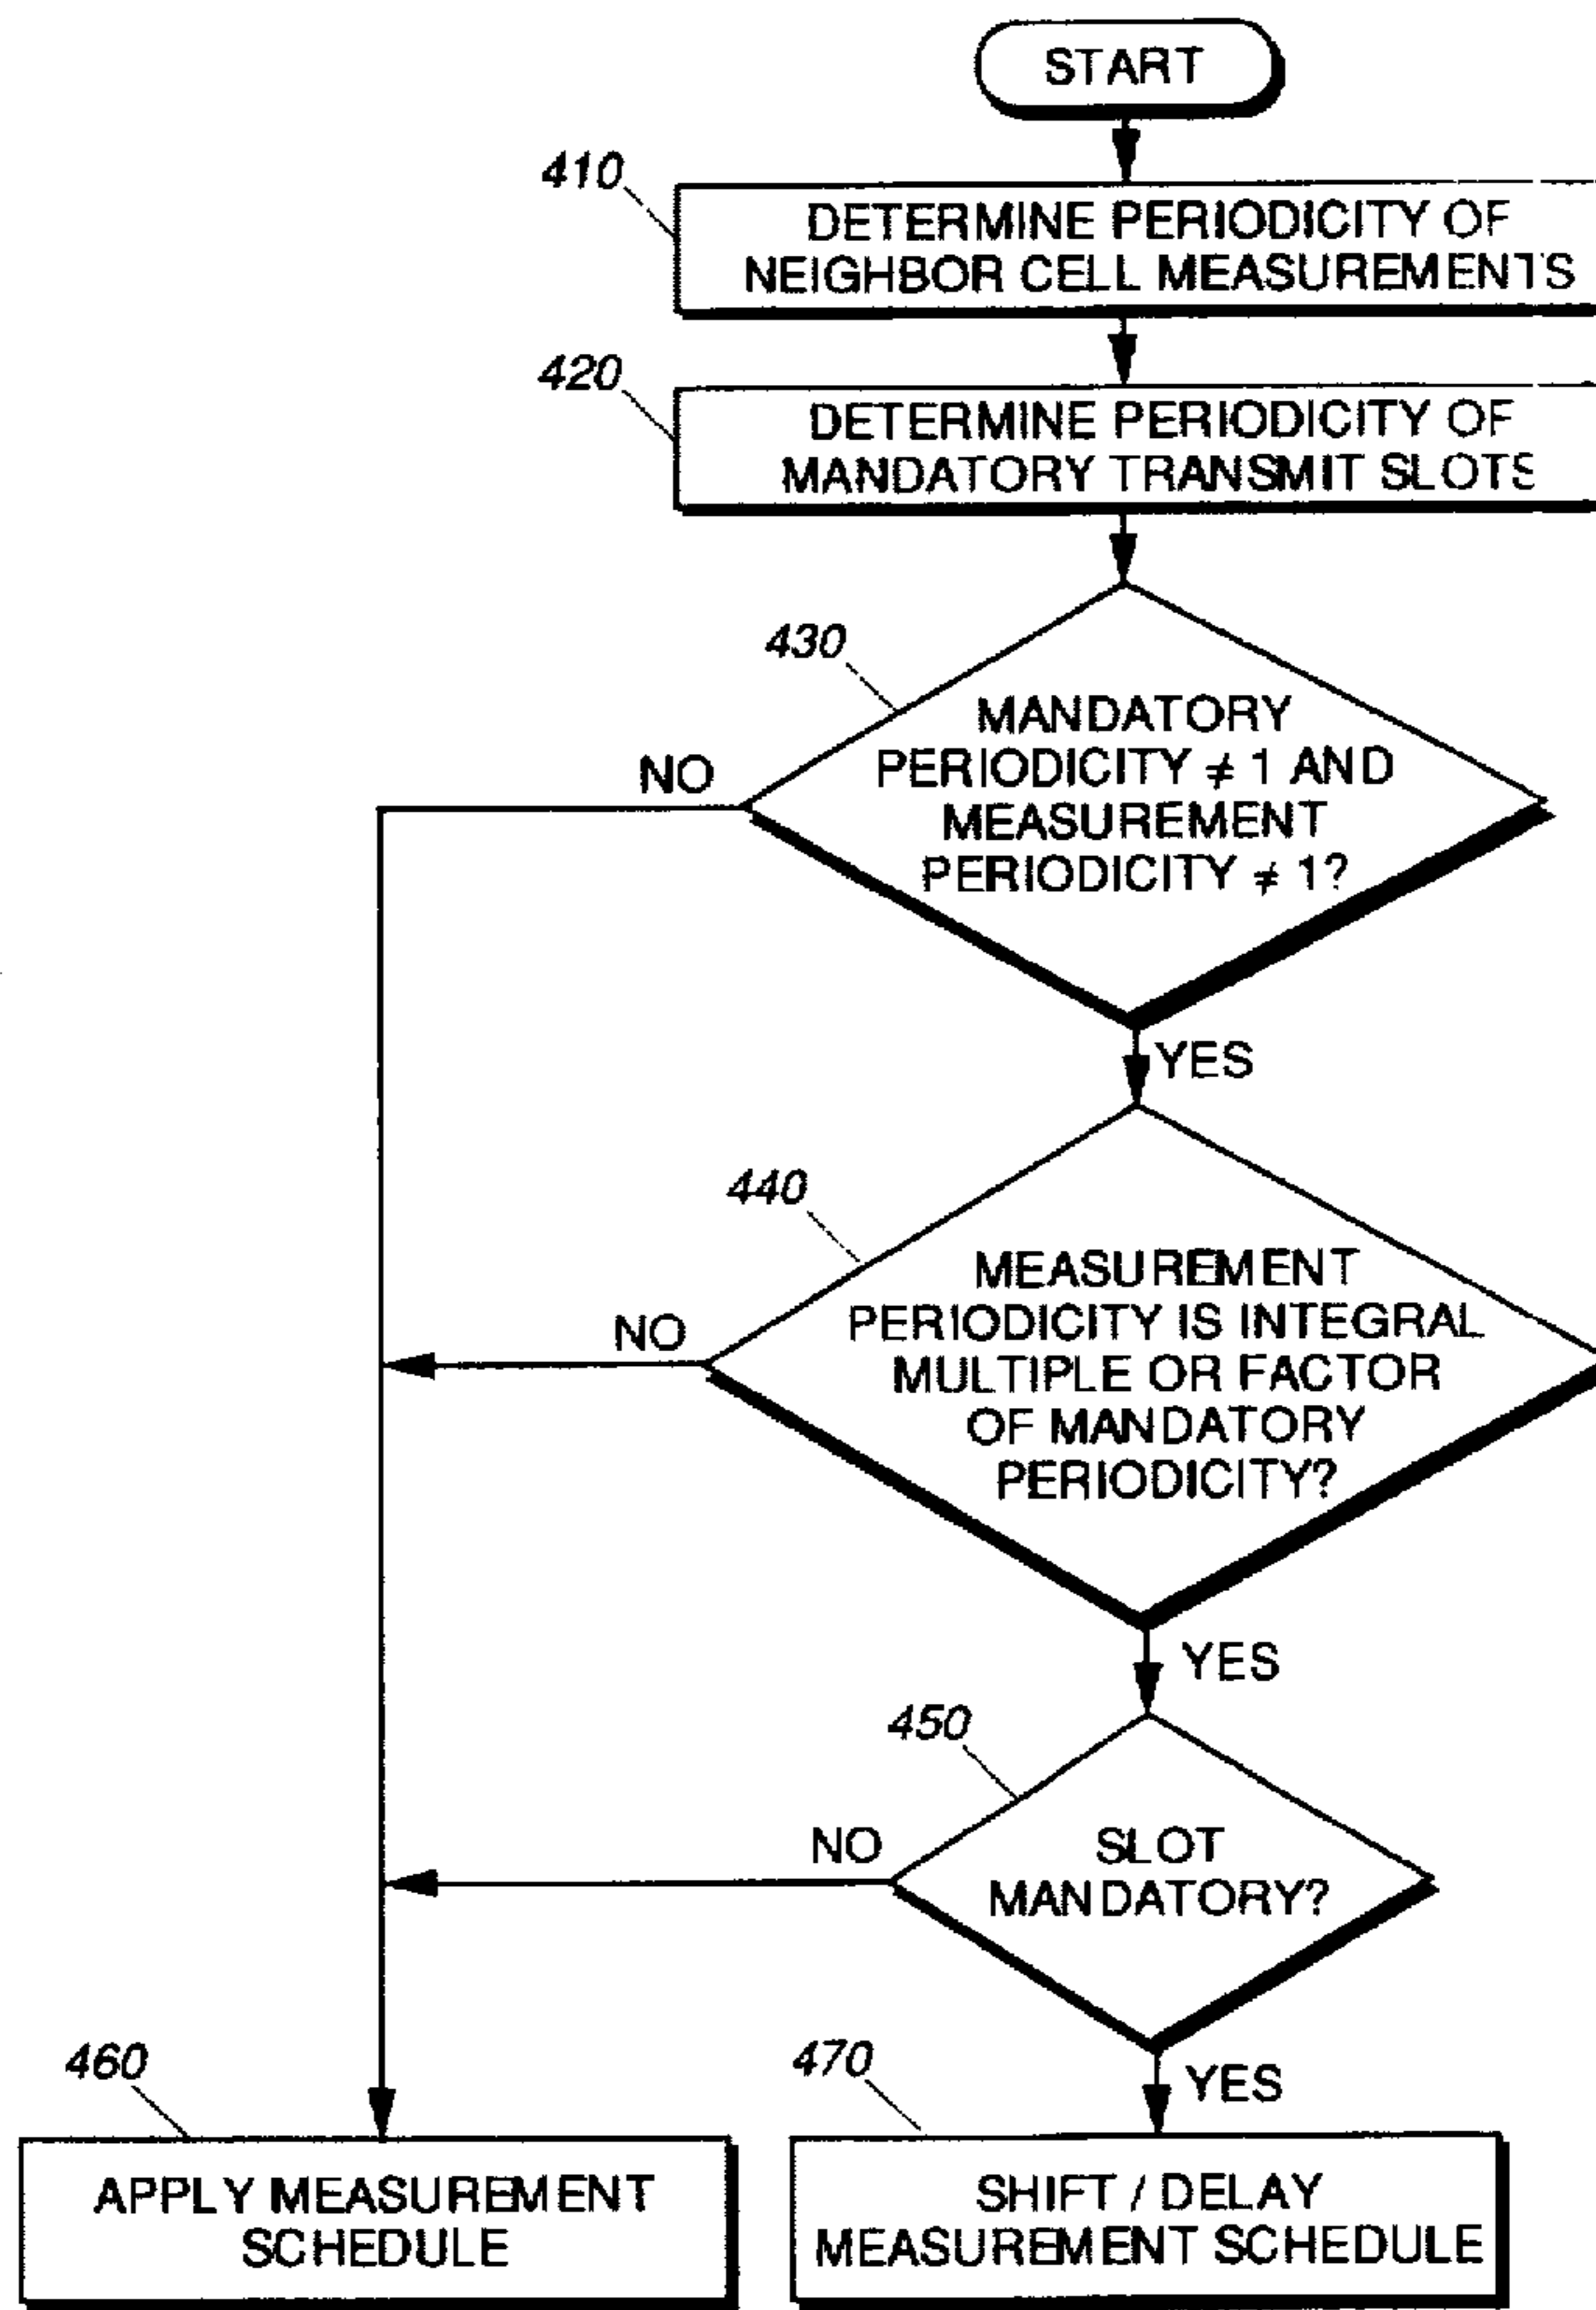 START
410
DETERMINE PERIODICITY OF
NEIGHBOR CELL MEASUREMENTS
420
DETERMINE PERIODICITY OF
MANDATORY TRANSMIT SLOTS
430
MANDATORY
PERIODICITY ≠ 1 AND
MEASUREMENT
PERIODICITY ≠ 1?
NO
YES
440
MEASUREMENT
PERIODICITY IS INTEGRAL
MULTIPLE OR FACTOR
OF MANDATORY
PERIODICITY?
NO
YES
450
SLOT
MANDATORY?
NO
YES
460
APPLY MEASUREMENT
SCHEDULE
470
SHIFT / DELAY
MEASUREMENT SCHEDULE